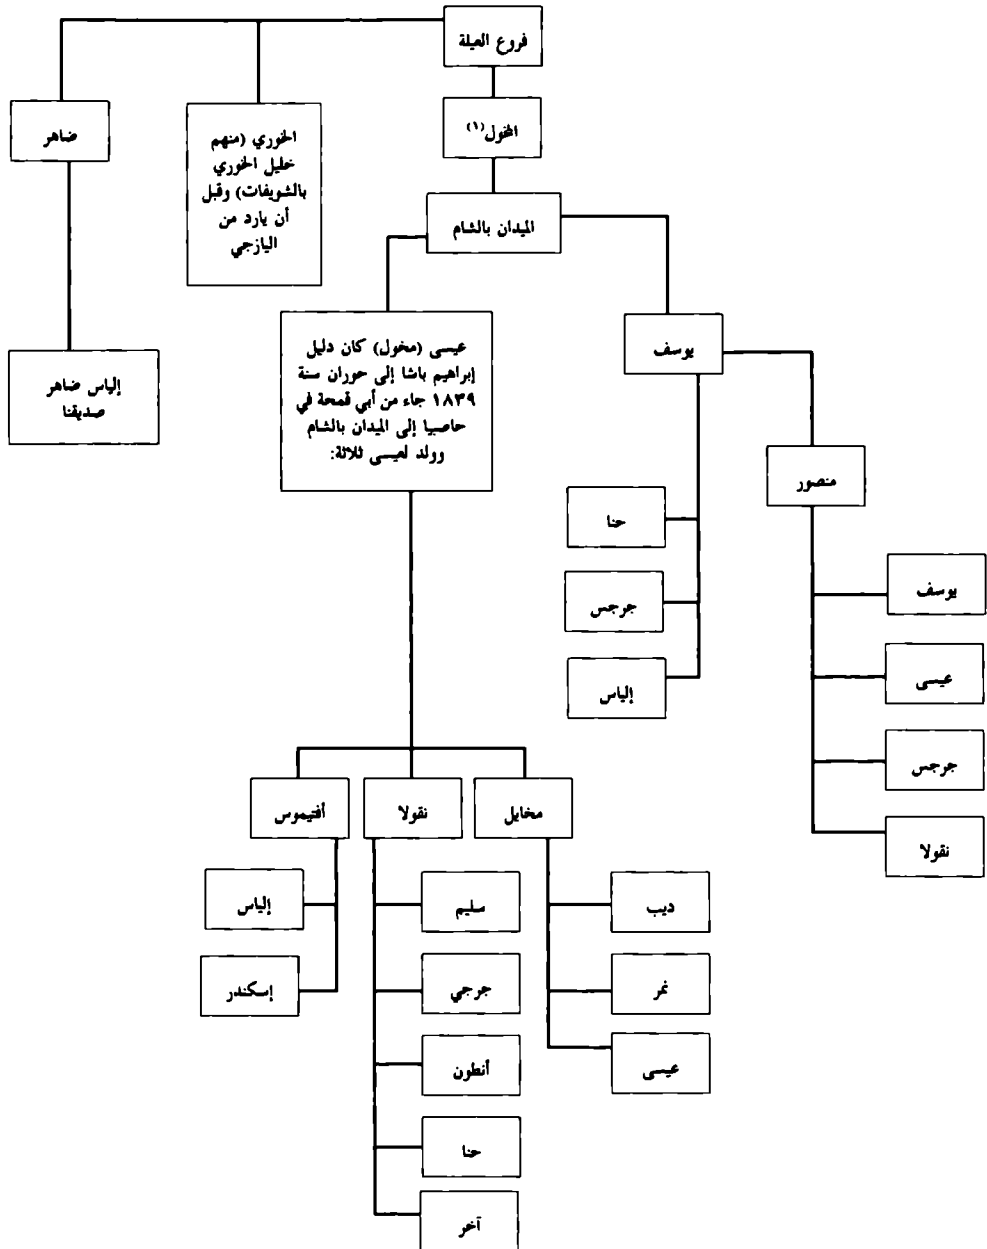 فروع العيلة
المخول (١)
ضاهر
الخوري (منهم
خليل الخوري
بالشويفات) وقبل
أن يارد من
اليازجي
الميدان بالشام
إلياس ضاهر
صديقنا
عيسى (مخول) كان دليل
إبراهيم باشا إلى حوران سنة
١٨٣٩ جاء من أبي قمحة في
حاصبيا إلى الميدان بالشام
وولد لعيسى ثلاثة:
يوسف
منصور
حنا
جرجس
إلياس
يوسف
عيسى
جرجس
نقولا
مخايل
نقولا
أفتيموس
ديب
نمر
عيسى
سليم
جرجي
أنطون
حنا
آخر
إلياس
إسكندر